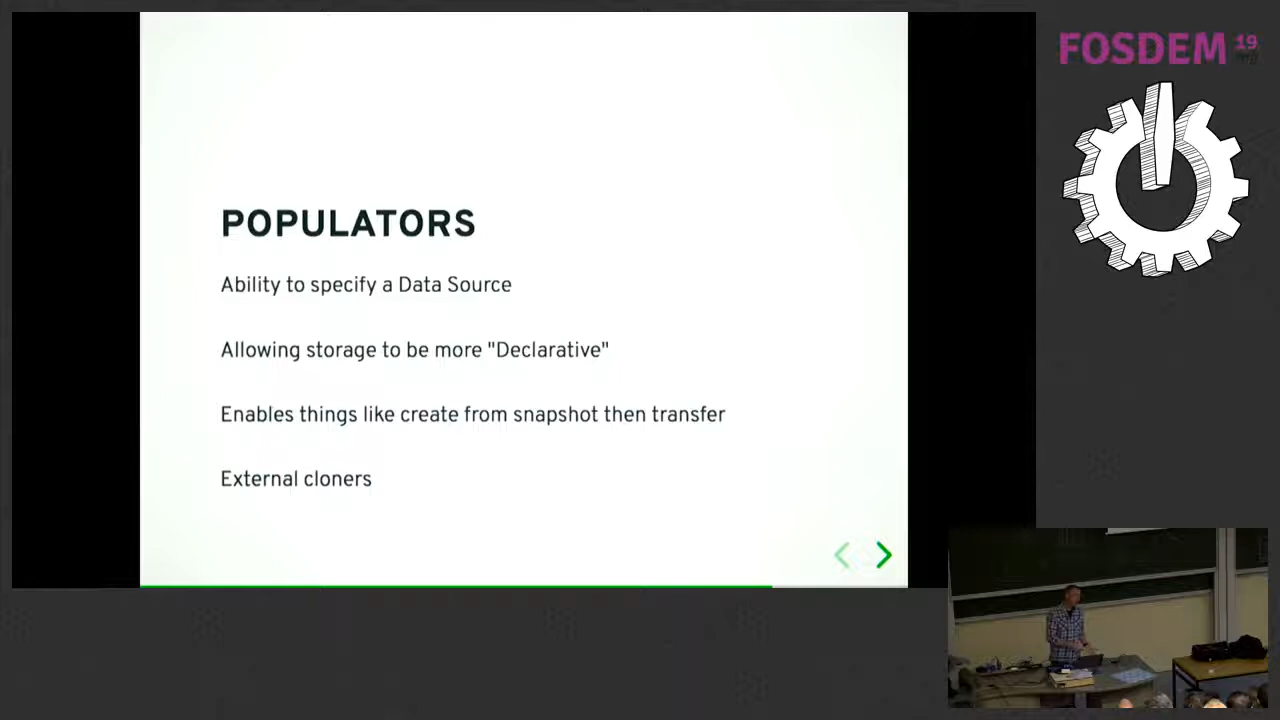 FOSDEM 19
.org
POPULATORS
Ability to specify a Data Source
Allowing storage to be more "Declarative"
Enables things like create from snapshot then transfer
External cloners